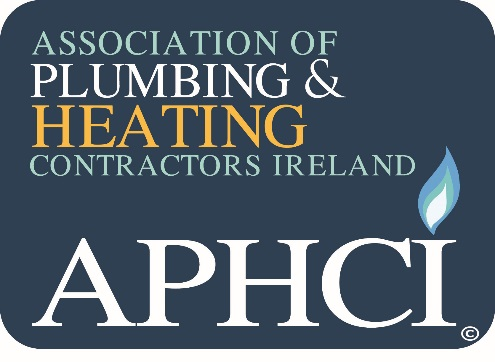 ASSOCIATION OF
PLUMBING &
HEATING
CONTRACTORS IRELAND
APHCI
©